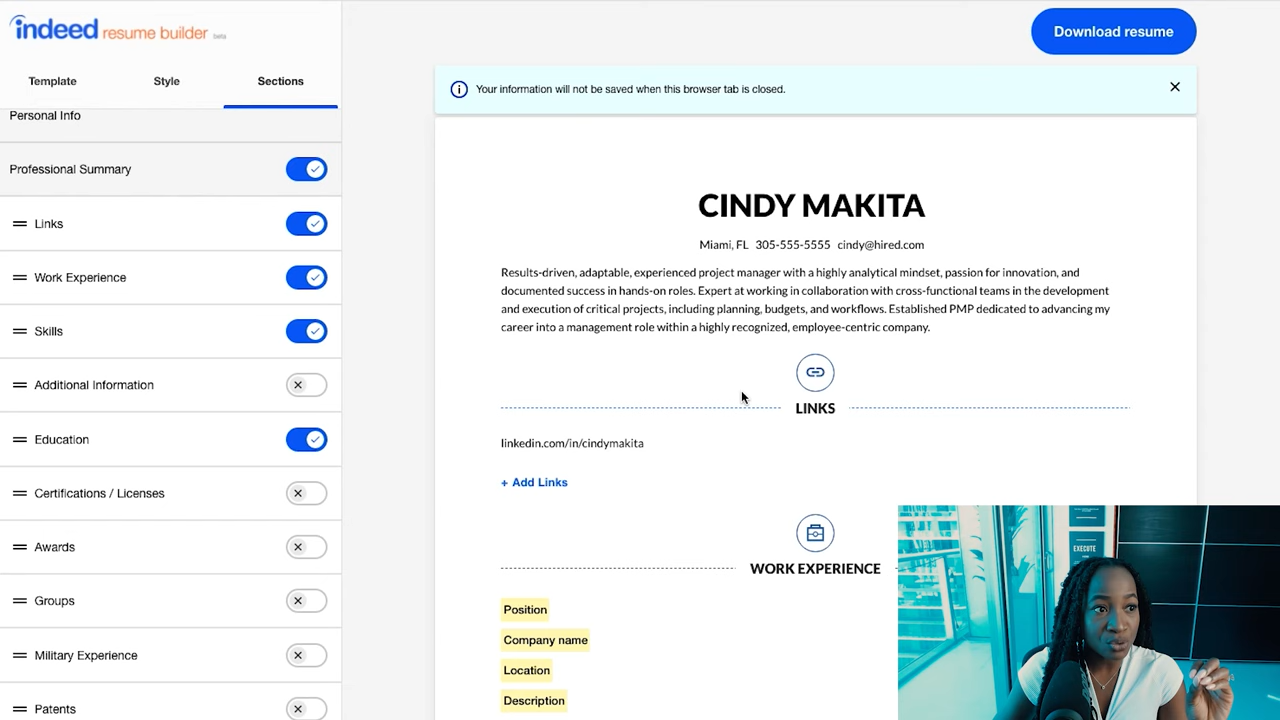 indeed resume builder beta
Download resume
Template Style Sections
Your information will not be saved when this browser tab is closed.
Personal Info
Professional Summary
Links
Work Experience
Skills
Additional Information
Education
Certifications / Licenses
Awards
Groups
Military Experience
Patents
CINDY MAKITA
Miami, FL 305-555-5555 cindy@hired.com
Results-driven, adaptable, experienced project manager with a highly analytical mindset, passion for innovation, and
documented success in hands-on roles. Expert at working in collaboration with cross-functional teams in the development
and execution of critical projects, including planning, budgets, and workflows. Established PMP dedicated to advancing my
career into a management role within a highly recognized, employee-centric company.
LINKS
linkedin.com/in/cindymakita
+ Add Links
WORK EXPERIENCE
Position
Company name
Location
Description
EXECUTE